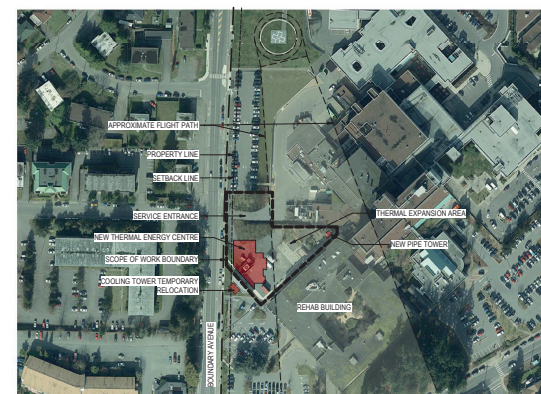 APPROXIMATE FLIGHT PATH
PROPERTY LINE
SETBACK LINE
SERVICE ENTRANCE
THERMAL EXPANSION AREA
NEW THERMAL ENERGY CENTRE
NEW PIPE TOWER
SCOPE OF WORK BOUNDARY
COOLING TOWER TEMPORARY
RELOCATION
REHAB BUILDING
BOUNDARY AVENUE